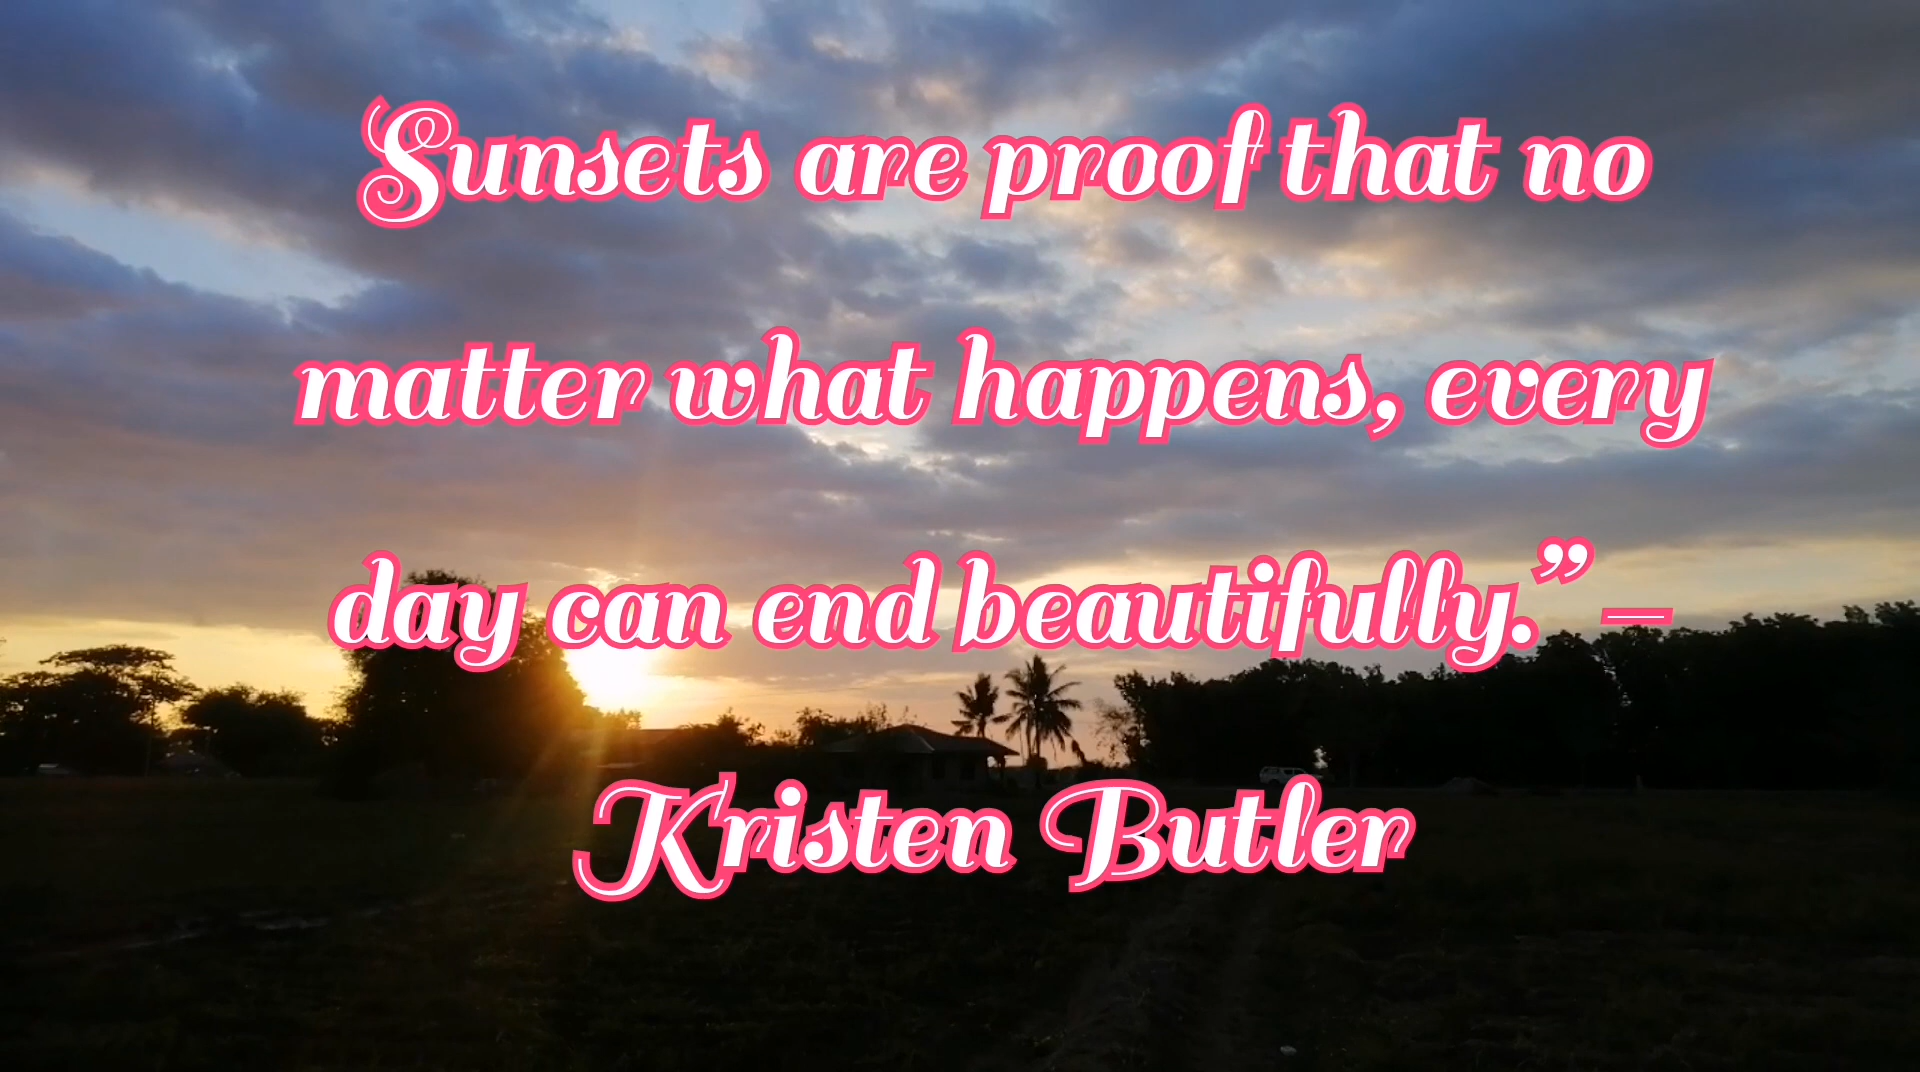 Sunsets are proof that no
matter what happens, every
day can end beautifully.” –
Kristen Butler